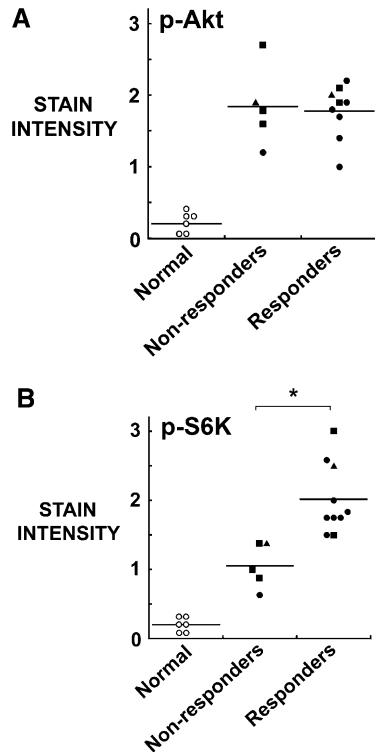 A
p-Akt
3
2
STAIN
INTENSITY
1
0
Normal
Non-responders
Responders
B
*
p-S6K
3
2
STAIN
INTENSITY
1
0
Normal
Non-responders
Responders